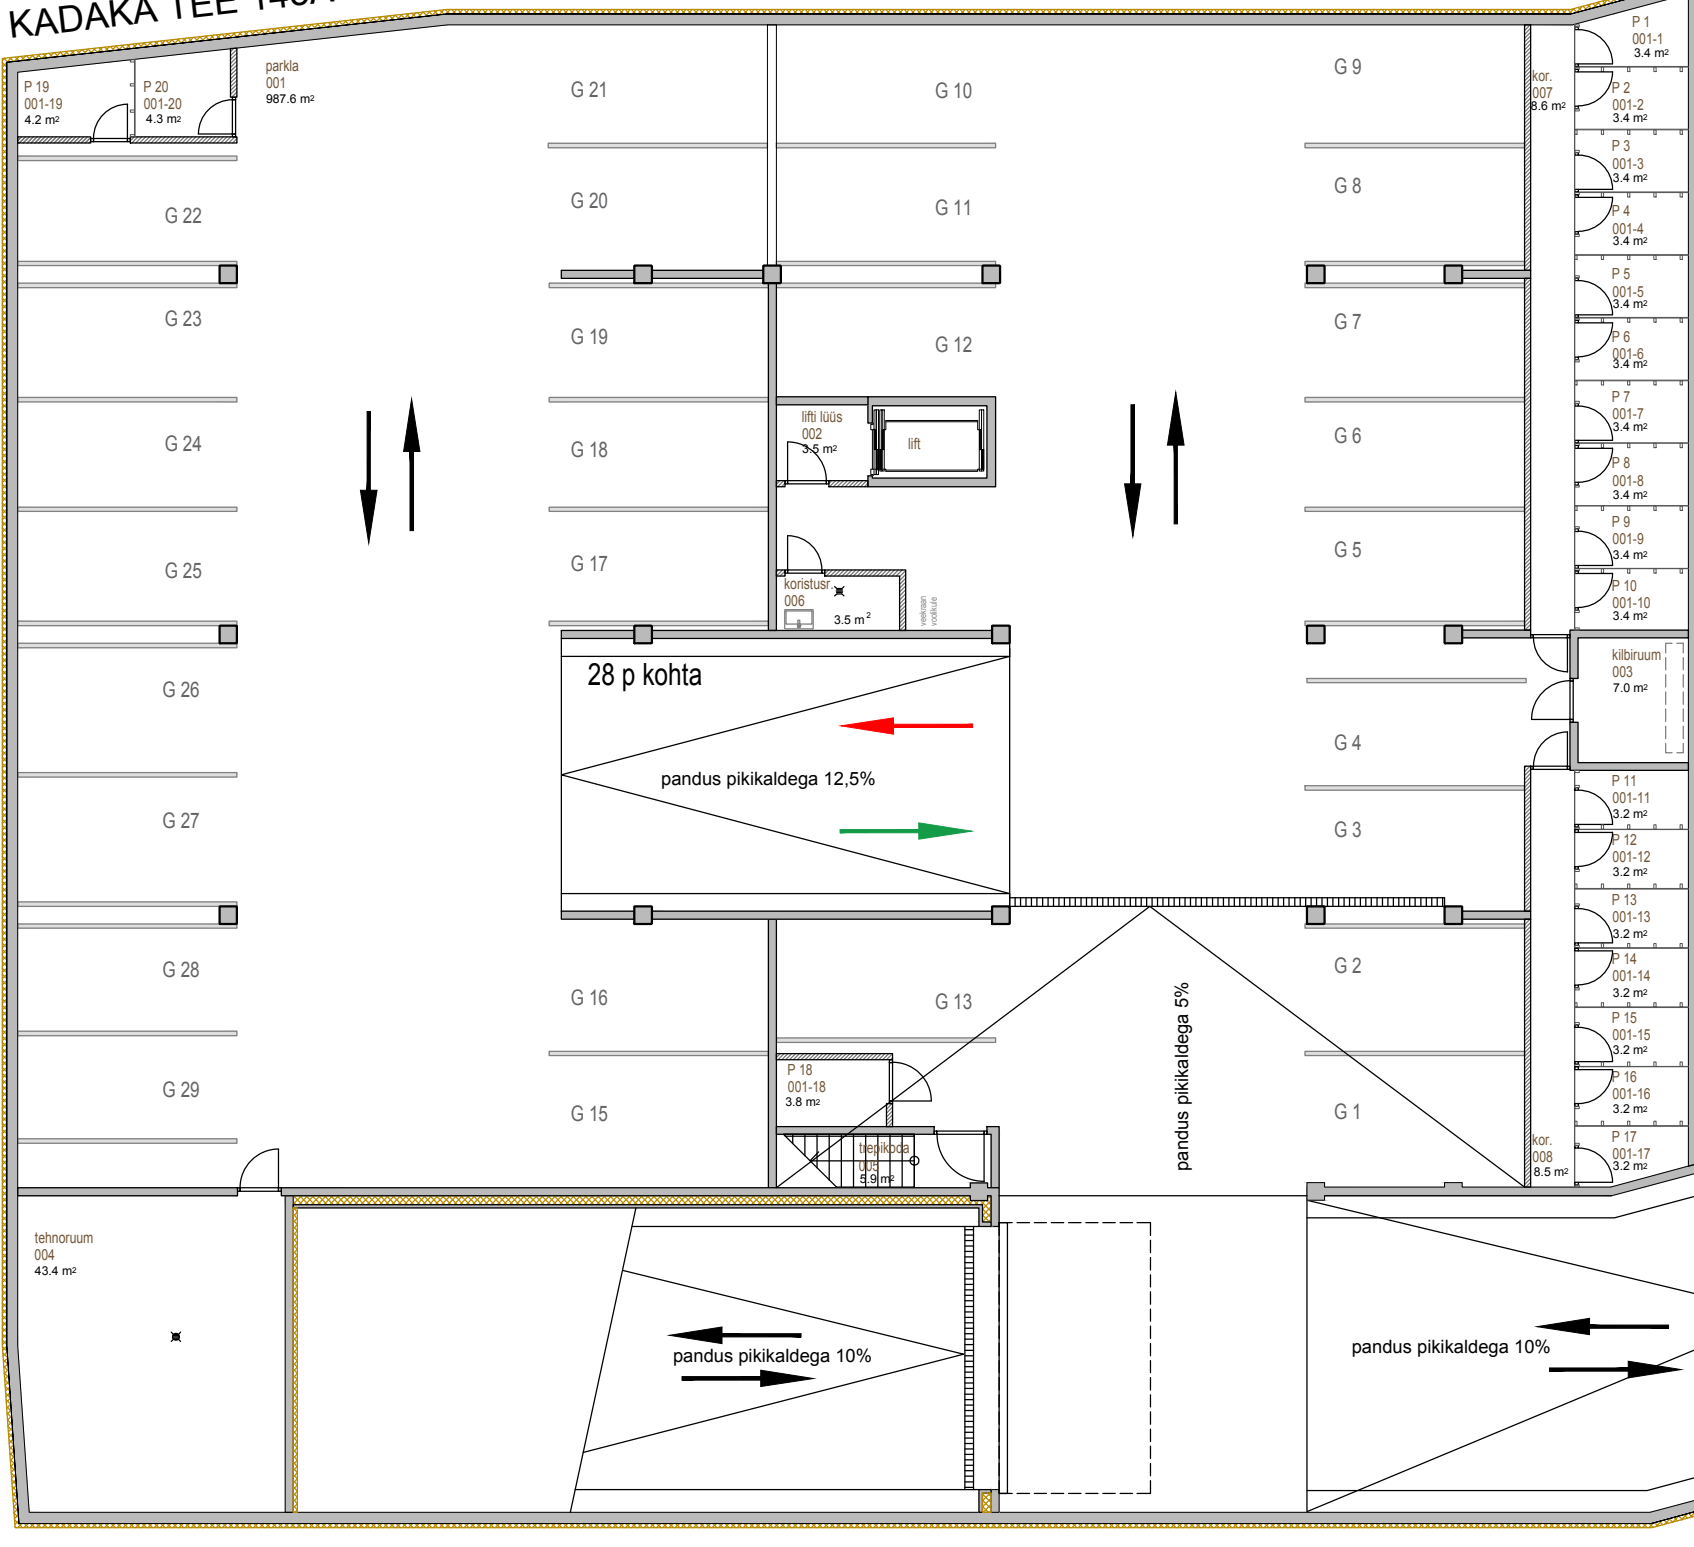 KADAKA TEE
P 19
001-19
4.2 m²
P 20
001-20
4.3 m²
parkla
001
987.6 m²
G 21
G 10
G 9
kor.
007
8.6 m²
P 1
001-1
3.4 m²
P 2
001-2
3.4 m²
P 3
001-3
3.4 m²
P 4
001-4
3.4 m²
P 5
001-5
3.4 m²
P 6
001-6
3.4 m²
P 7
001-7
3.4 m²
P 8
001-8
3.4 m²
P 9
001-9
3.4 m²
P 10
001-10
3.4 m²
G 22
G 20
G 11
G 8
G 23
G 19
G 12
G 7
G 24
G 18
lifti lüüs
002
3.5 m²
lift
G 6
G 25
G 17
koristusr.
006
3.5 m²
veekraan
voolikule
G 5
G 26
28 p kohta
pandus pikikaldega 12,5%
G 4
kilbiruum
003
7.0 m²
G 27
G 3
P 11
001-11
3.2 m²
P 12
001-12
3.2 m²
P 13
001-13
3.2 m²
P 14
001-14
3.2 m²
P 15
001-15
3.2 m²
P 16
001-16
3.2 m²
P 17
001-17
3.2 m²
G 28
G 16
G 13
pandus pikikaldega 5%
G 2
G 29
G 15
P 18
001-18
3.8 m²
trepikoda
005
5.9 m²
G 1
kor.
008
8.5 m²
tehnoruum
004
43.4 m²
pandus pikikaldega 10%
pandus pikikaldega 10%